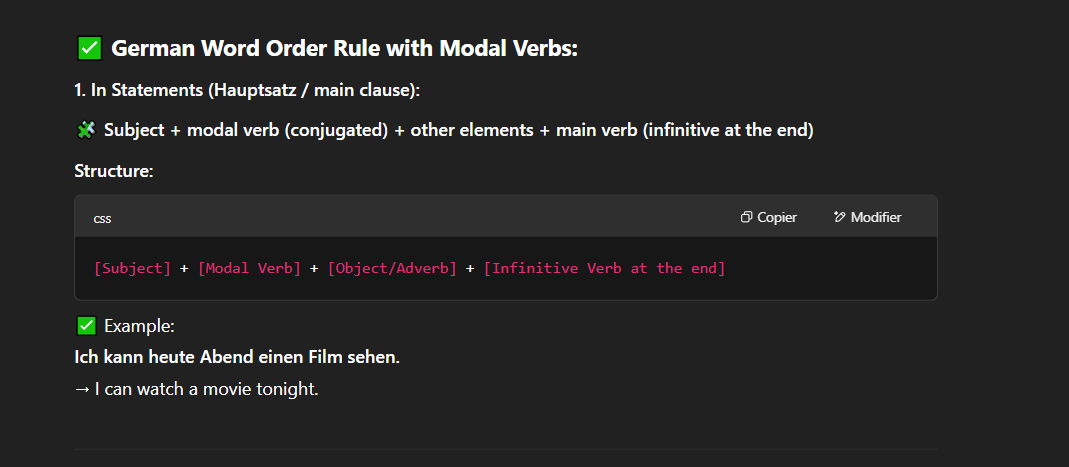 ✅ German Word Order Rule with Modal Verbs:
1. In Statements (Hauptsatz / main clause):
🧩 Subject + modal verb (conjugated) + other elements + main verb (infinitive at the end)
Structure:
css Copier Modifier
[Subject] + [Modal Verb] + [Object/Adverb] + [Infinitive Verb at the end]
✅ Example:
Ich kann heute Abend einen Film sehen.
→ I can watch a movie tonight.